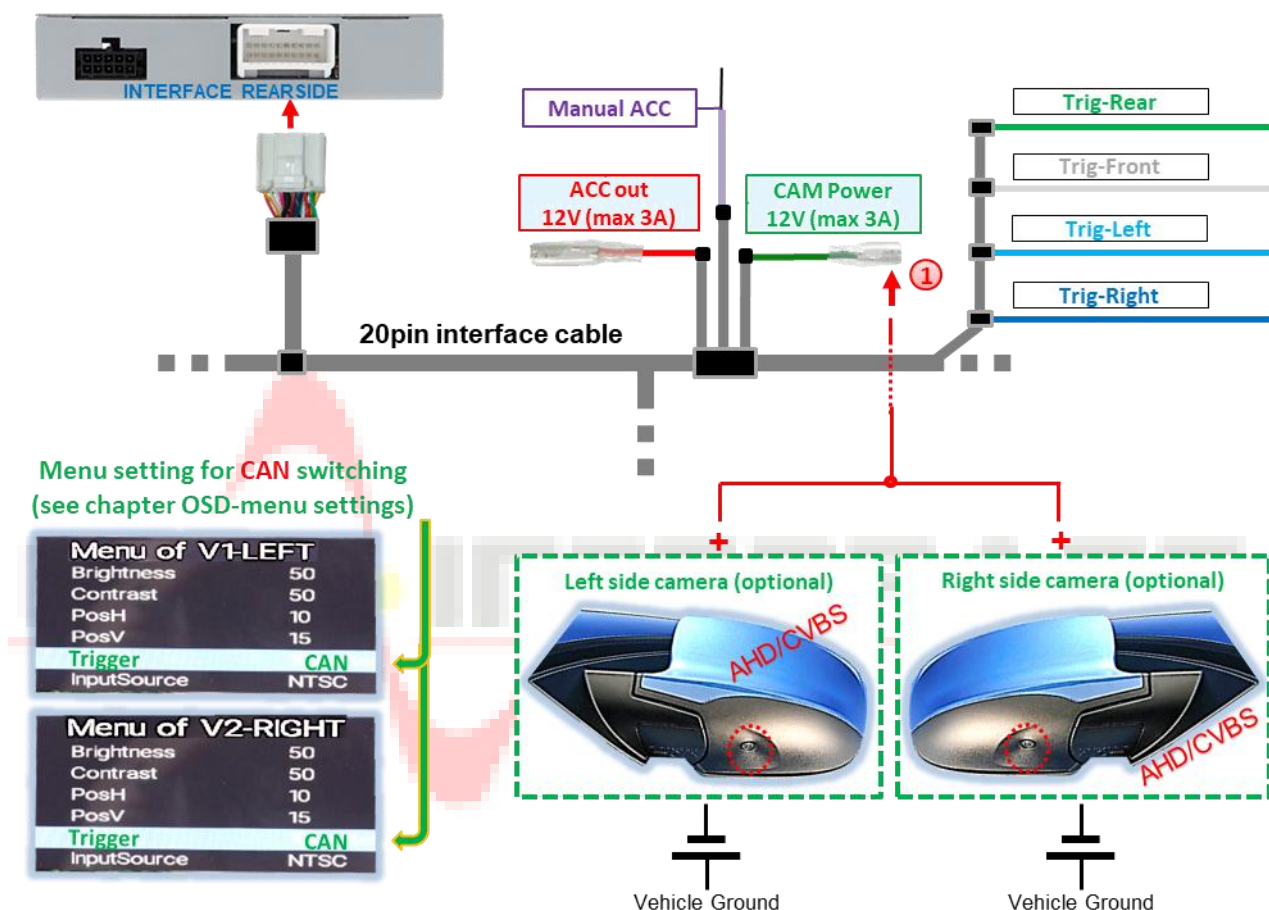 INTERFACE REARSIDE
Manual ACC
ACC out
12V (max 3A)
CAM Power
12V (max 3A)
1
Trig-Rear
Trig-Front
Trig-Left
Trig-Right
20pin interface cable
Menu setting for CAN switching
(see chapter OSD-menu settings)
Menu of V1-LEFT
Brightness 50
Contrast 50
PosH 10
PosV 15
Trigger CAN
InputSource NTSC
Menu of V2-RIGHT
Brightness 50
Contrast 50
PosH 10
PosV 15
Trigger CAN
InputSource NTSC
+
+
Left side camera (optional)
AHD/CVBS
Right side camera (optional)
AHD/CVBS
Vehicle Ground
Vehicle Ground